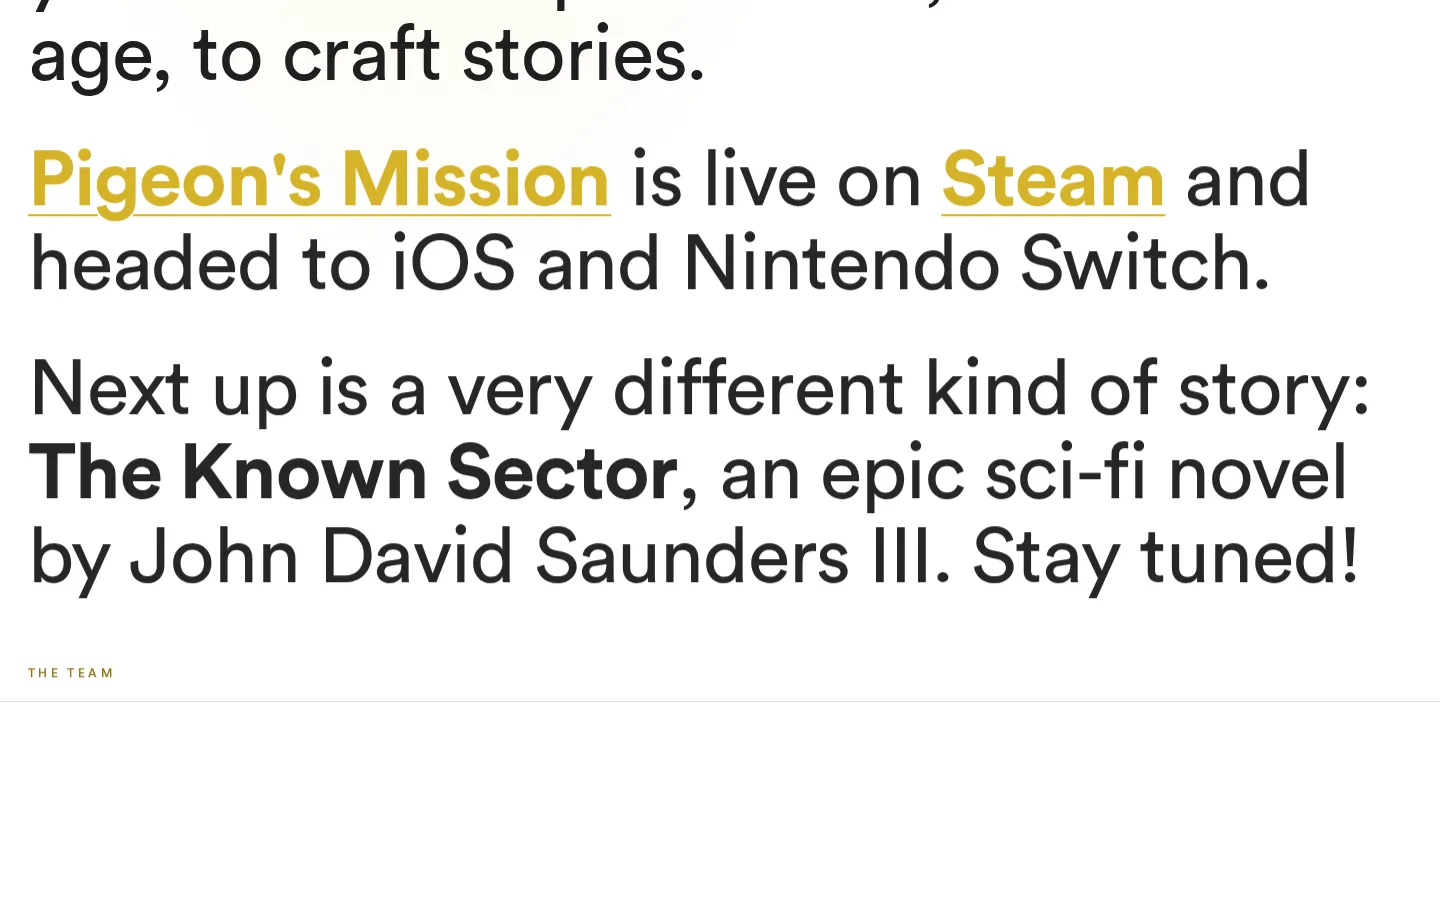 age, to craft stories.
Pigeon's Mission is live on Steam and
headed to iOS and Nintendo Switch.
Next up is a very different kind of story:
The Known Sector, an epic sci-fi novel
by John David Saunders III. Stay tuned!
THE TEAM